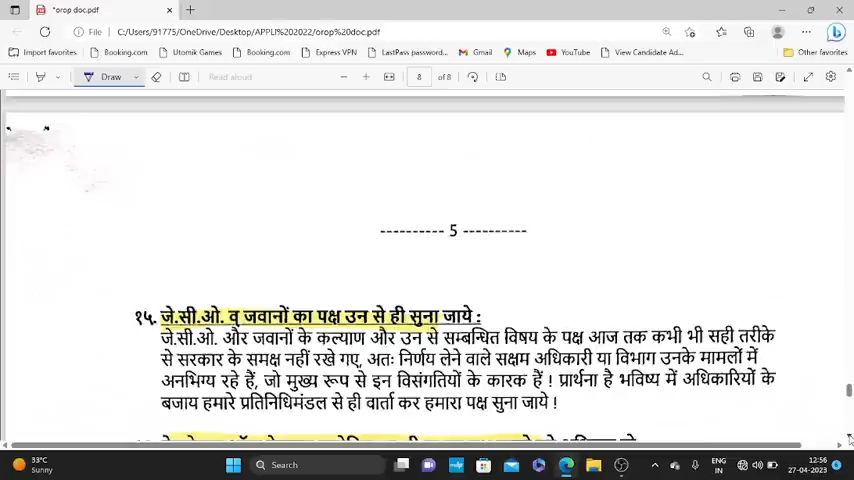 *orop doc.pdf
File
C:/Users/91775/OneDrive/Desktop/APPLI%202022/orop%20doc.pdf
Import favorites
Booking.com
Utomik Games
Booking.com
Express VPN
LastPass password...
Gmail
Maps
YouTube
View Candidate Ad...
Other favorites
Draw
Read aloud
8 of 8
---------- 5 ----------
१५. जे.सी.ओ. व् जवानों का पक्ष उन से ही सुना जाये :
जे.सी.ओ. और जवानों के कल्याण और उन से सम्बन्धित विषय के पक्ष आज तक कभी भी सही तरीके
से सरकार के समक्ष नहीं रखे गए, अतः निर्णय लेने वाले सक्षम अधिकारी या विभाग उनके मामलों में
अनभिग्य रहे हैं, जो मुख्य रूप से इन विसंगतियों के कारक हैं ! प्रार्थना है भविष्य में अधिकारियों के
बजाय हमारे प्रतिनिधिमंडल से ही वार्ता कर हमारा पक्ष सुना जाये !
33°C
Sunny
Search
ENG
IN
12:56
27-04-2023